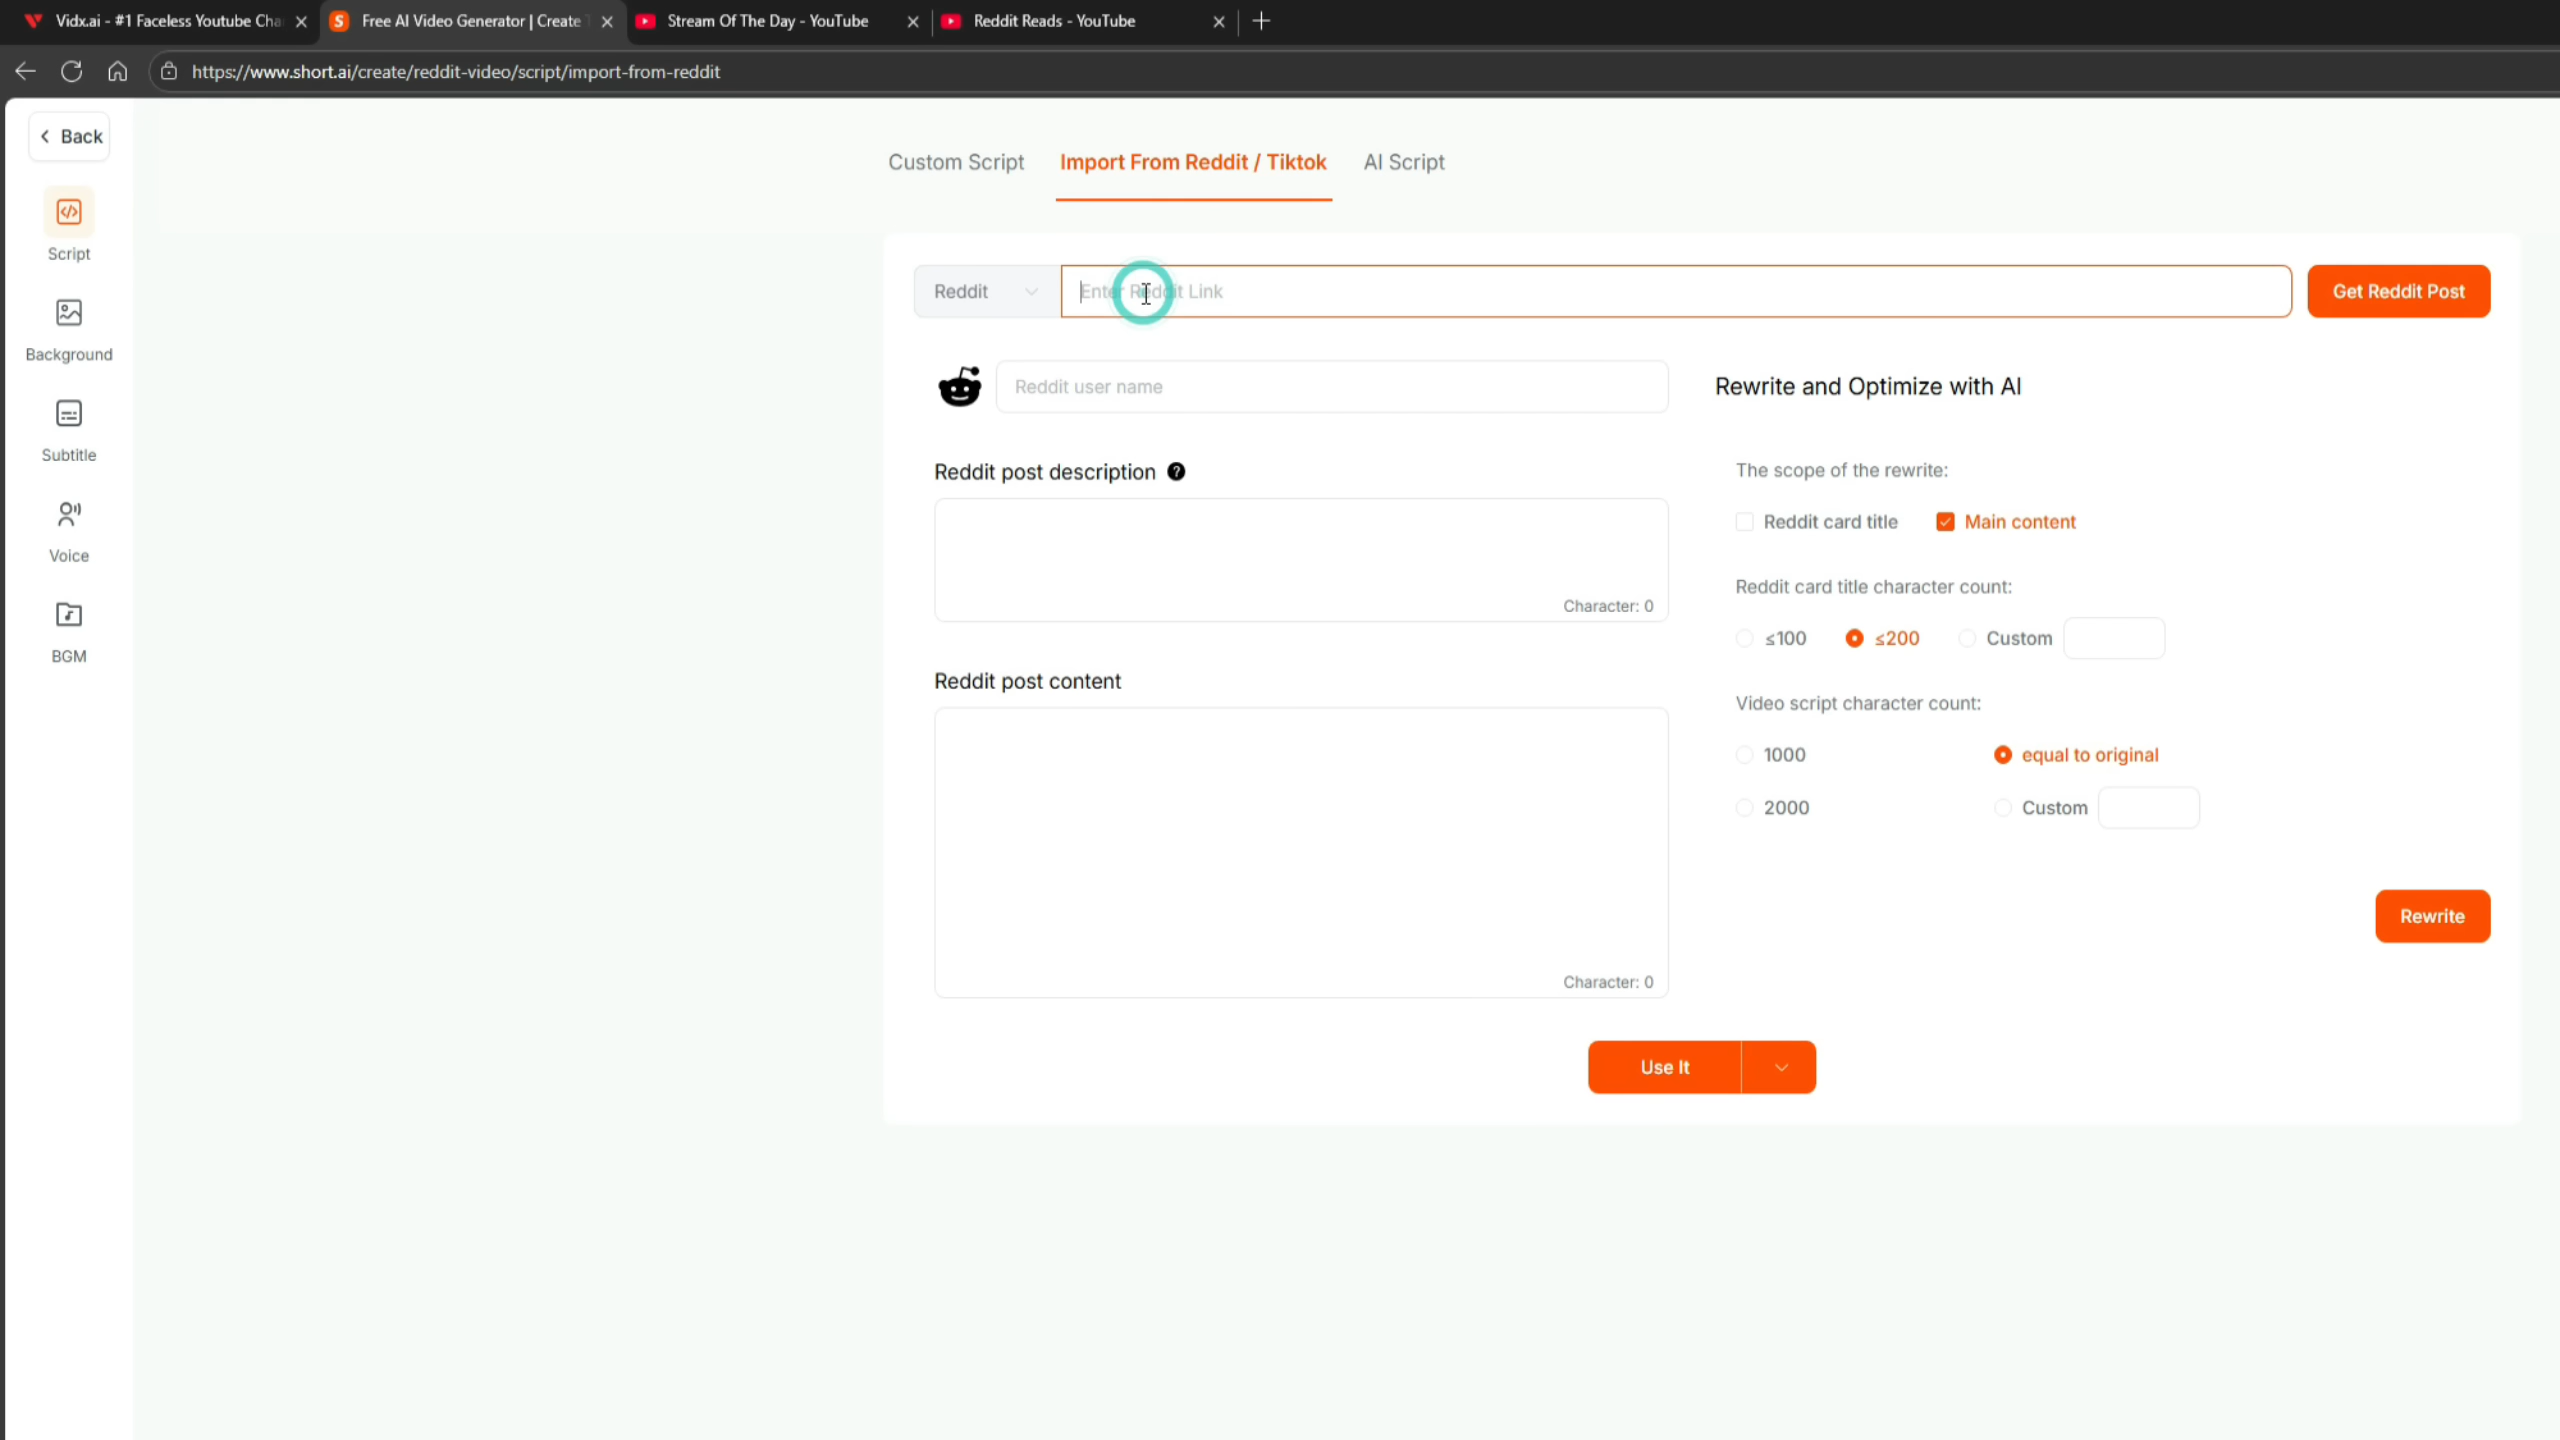 Vidx.ai - #1 Faceless Youtube Cha
Free AI Video Generator | Create T
Stream Of The Day - YouTube
Reddit Reads - YouTube
https://www.short.ai/create/reddit-video/script/import-from-reddit
Back
Script
Background
Subtitle
Voice
BGM
Custom Script
Import From Reddit / Tiktok
AI Script
Reddit
Enter Reddit Link
Get Reddit Post
Reddit user name
Reddit post description
Character: 0
Reddit post content
Character: 0
Rewrite and Optimize with AI
The scope of the rewrite:
Reddit card title
Main content
Reddit card title character count:
≤100
≤200
Custom
Video script character count:
1000
equal to original
2000
Custom
Rewrite
Use It